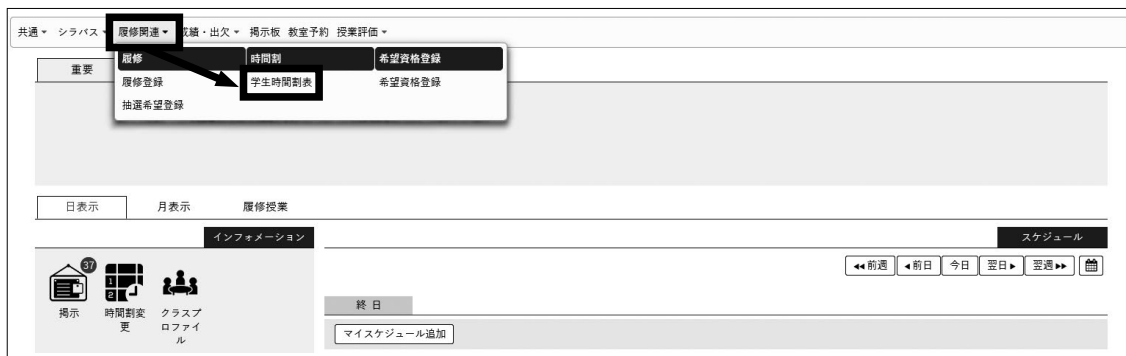 共通▼ シラバス▼ 履修関連▼ 成績・出欠▼ 掲示板 教室予約 授業評価▼
履修 時間割 希望資格登録
重要
履修登録 学生時間割表 希望資格登録
抽選希望登録
日表示 月表示 履修授業
インフォメーション スケジュール
◀◀前週 ◀前日 今日 翌日▶ 翌週▶▶
37
1
2
掲示 時間割変更 クラスプロファイル
終日
マイスケジュール追加